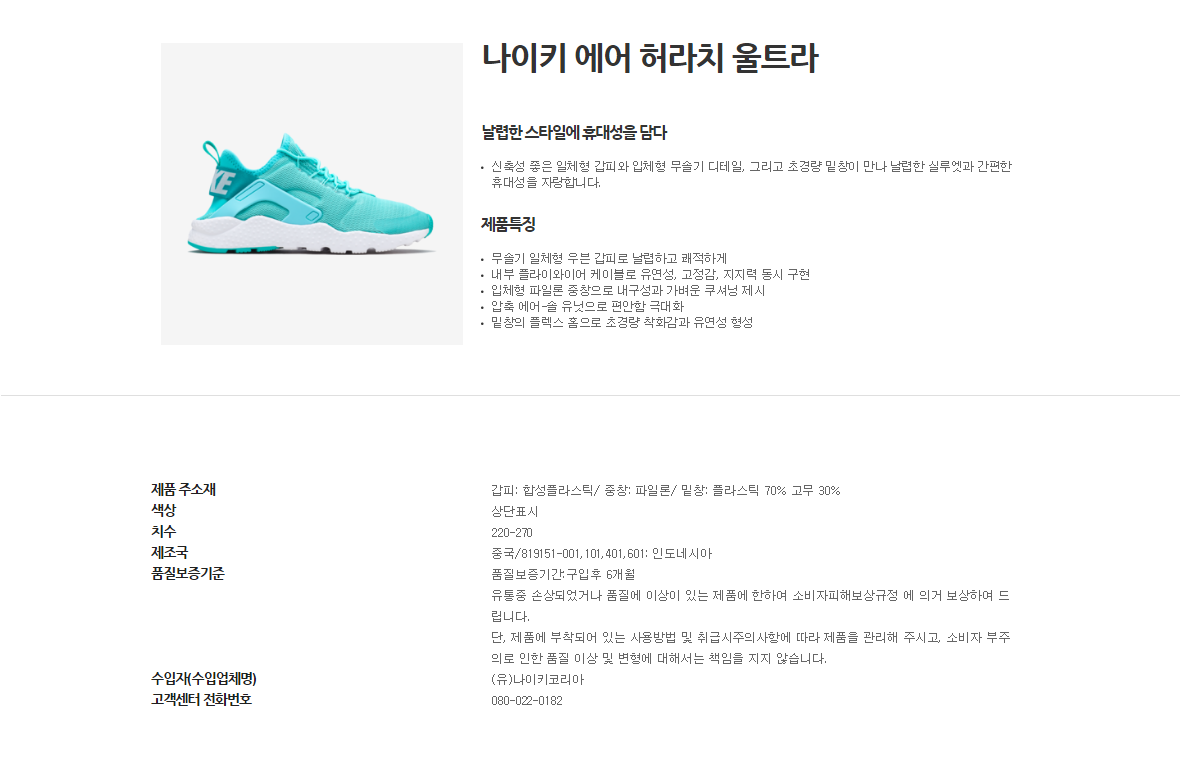 나이키 에어 허라치 울트라
날렵한 스타일에 휴대성을 담다
• 신축성 좋은 일체형 갑피와 입체형 무솔기 디테일, 그리고 초경량 밑창이 만나 날렵한 실루엣과 간편한
휴대성을 자랑합니다.
제품특징
• 무솔기 일체형 우븐 갑피로 날렵하고 쾌적하게
• 내부 플라이와이어 케이블로 유연성, 고정감, 지지력 동시 구현
• 입체형 파일론 중창으로 내구성과 가벼운 쿠셔닝 제시
• 압축 에어-솔 유닛으로 편안함 극대화
• 밑창의 플렉스 홈으로 초경량 착화감과 유연성 형성
제품 주소재 갑피: 합성플라스틱/ 중창: 파일론/ 밑창: 플라스틱 70% 고무 30%
색상 상단표시
치수 220-270
제조국 중국/819151-001,101,401,601: 인도네시아
품질보증기준 품질보증기간:구입후 6개월
유통중 손상되었거나 품질에 이상이 있는 제품에 한하여 소비자피해보상규정 에 의거 보상하여 드
립니다.
단, 제품에 부착되어 있는 사용방법 및 취급시주의사항에 따라 제품을 관리해 주시고, 소비자 부주
의로 인한 품질 이상 및 변형에 대해서는 책임을 지지 않습니다.
수입자(수입업체명) (유)나이키코리아
고객센터 전화번호 080-022-0182